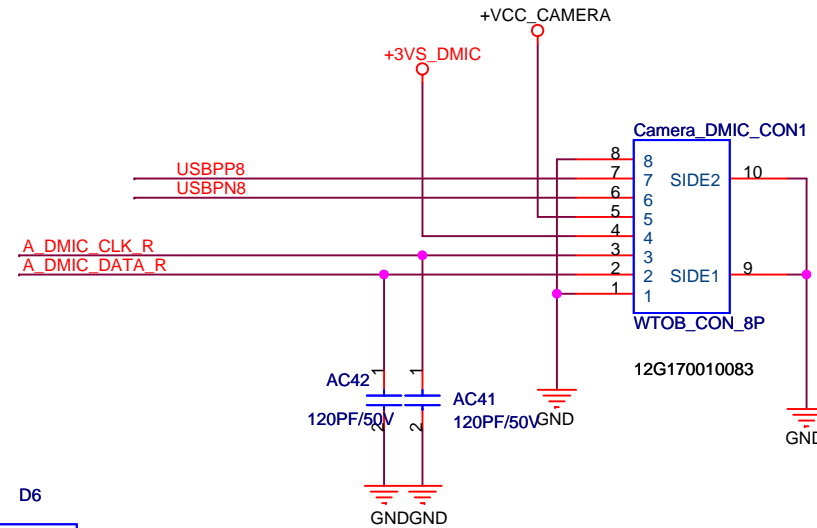 +VCC_CAMERA
+3VS_DMIC
Camera_DMIC_CON1
USBPP8
USBPN8
A_DMIC_CLK_R
A_DMIC_DATA_R
8 8
7 7 SIDE2 10
6 6
5 5
4 4
3 3
2 2 SIDE1 9
1 1
WTOB_CON_8P
12G170010083
AC42 1 1 AC41
120PF/50V 2 2 120PF/50V
GND
GND
GND GND
D6